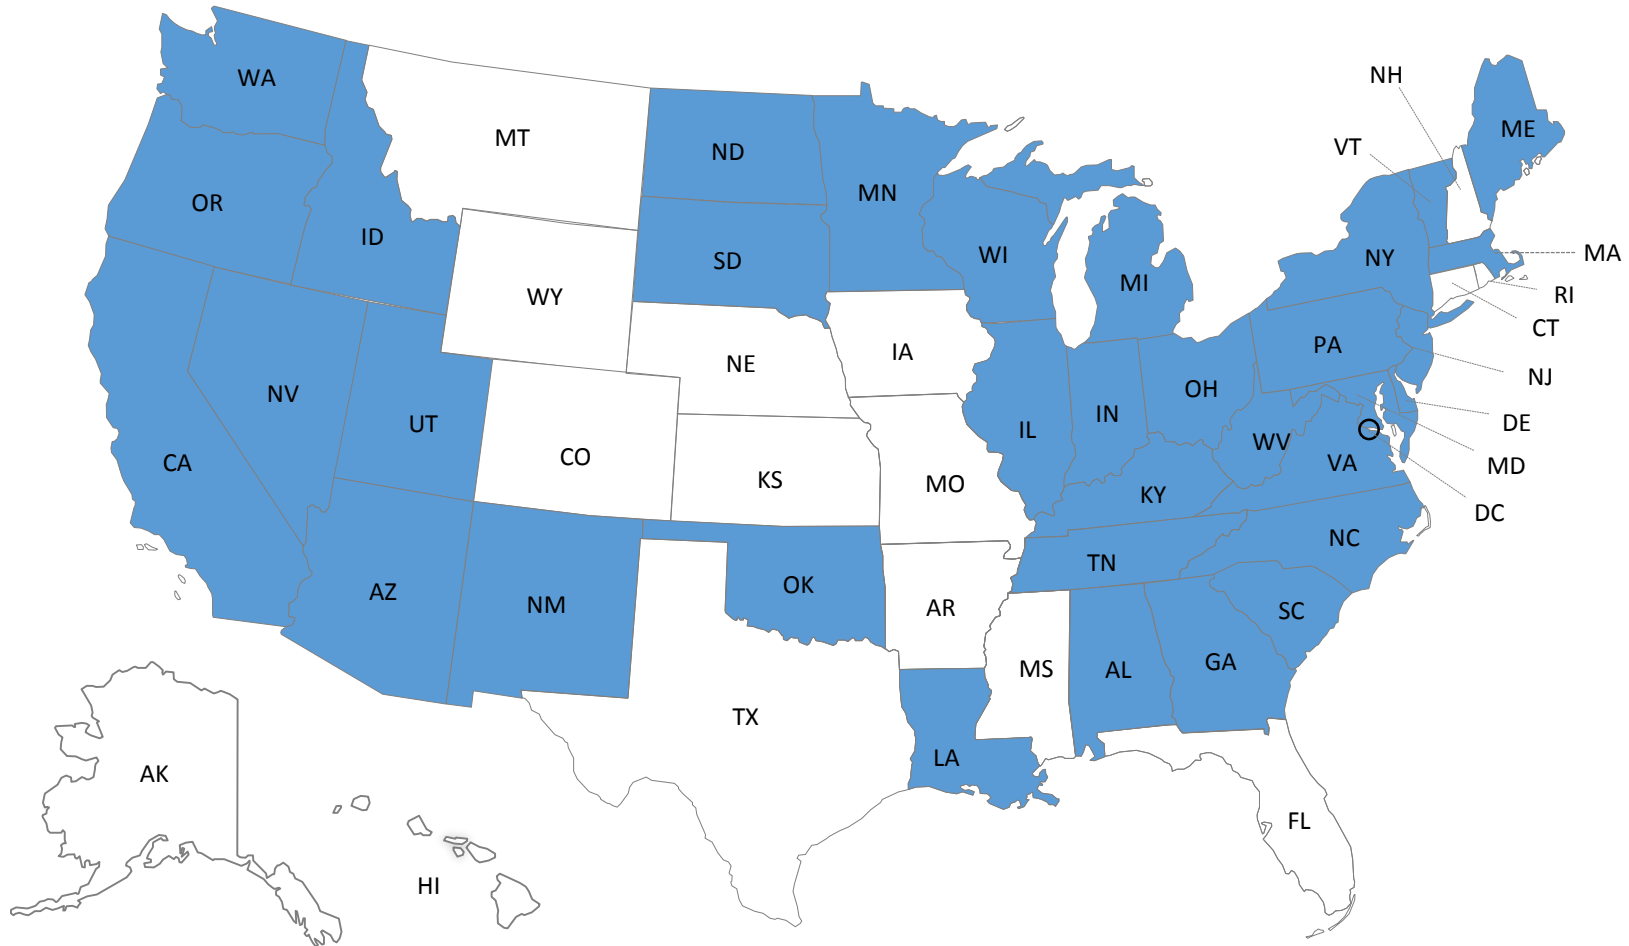 WA
MT
ND
MN
OR
ID
SD
WI
MI
NY
ME
NH
VT
MA
RI
CT
NJ
DE
MD
DC
WY
NE
IA
PA
OH
IN
IL
NV
UT
CO
KS
MO
WV
VA
KY
CA
AZ
NM
OK
AR
TN
NC
SC
MS
AL
GA
TX
LA
FL
AK
HI